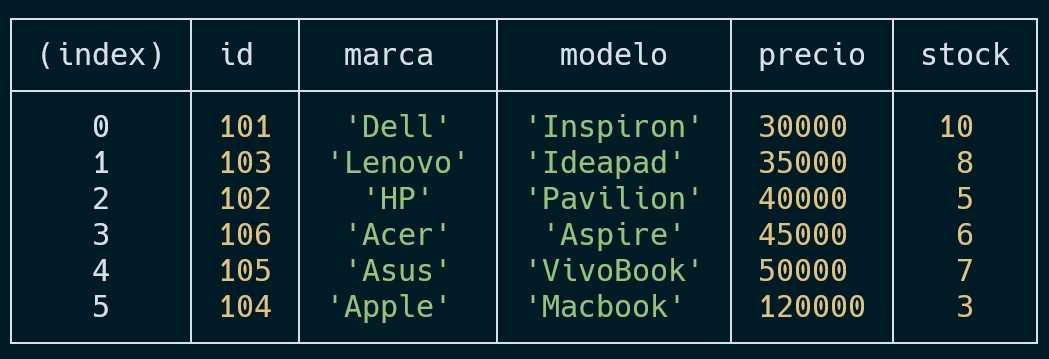 (index) id marca modelo precio stock
0 101 'Dell' 'Inspiron' 30000 10
1 103 'Lenovo' 'Ideapad' 35000 8
2 102 'HP' 'Pavilion' 40000 5
3 106 'Acer' 'Aspire' 45000 6
4 105 'Asus' 'VivoBook' 50000 7
5 104 'Apple' 'Macbook' 120000 3